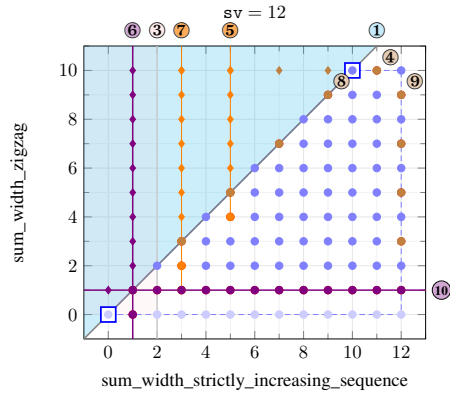 sv = 12
6 3 7 5 1
4
8 9
10
8
6
4
2
0
10
0 2 4 6 8 10 12
sum_width_zigzag
sum_width_strictly_increasing_sequence